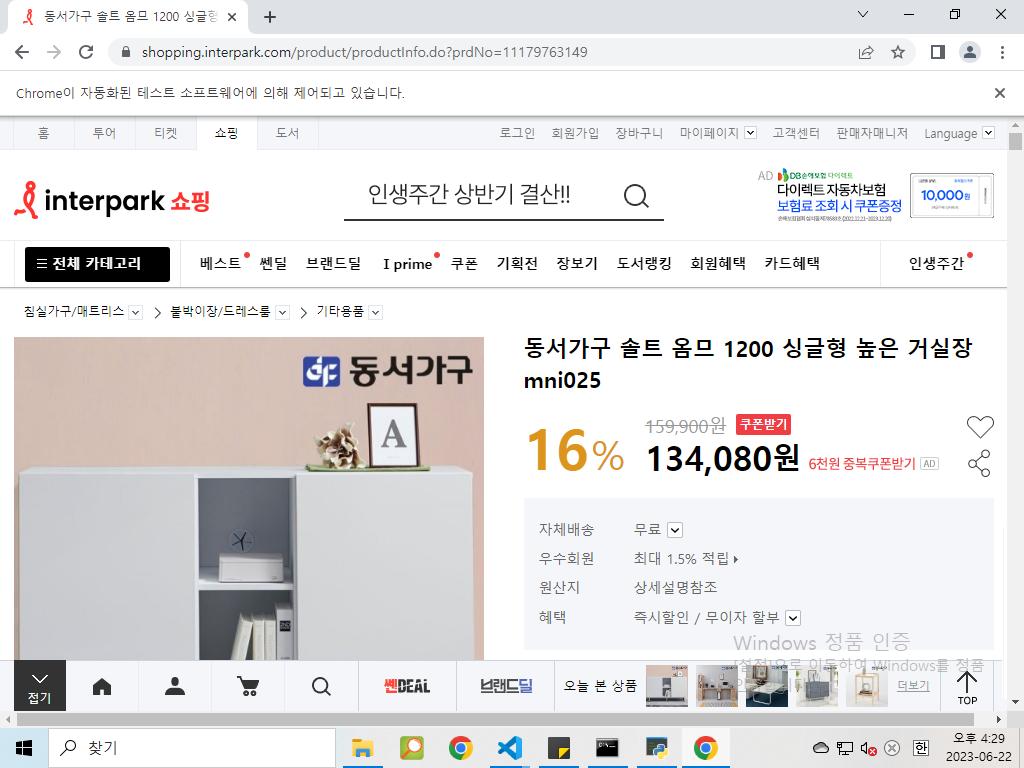 동서가구 솔트 옴므 1200 싱글형
shopping.interpark.com/product/productInfo.do?prdNo=11179763149
Chrome이 자동화된 테스트 소프트웨어에 의해 제어되고 있습니다.
홈 투어 티켓 쇼핑 도서 로그인 회원가입 장바구니 마이페이지 고객센터 판매자매니저 Language
interpark 쇼핑
인생주간 상반기 결산!!
AD DB손해보험 다이렉트
다이렉트 자동차보험
보험료 조회 시 쿠폰증정
10,000원
전체 카테고리 베스트 쎈딜 브랜드딜 I prime 쿠폰 기획전 장보기 도서랭킹 회원혜택 카드혜택 인생주간
침실가구/매트리스 붙박이장/드레스룸 기타용품
동서가구
A
동서가구 솔트 옴므 1200 싱글형 높은 거실장
mni025
16%
159,900원 쿠폰받기
134,080원 6천원 중복쿠폰받기 AD
자체배송 무료
우수회원 최대 1.5% 적립
원산지 상세설명참조
혜택 즉시할인 / 무이자 할부
Windows 정품 인증
[설정]으로 이동하여 Windows를 정품
접기
쎈DEAL
브랜드딜
오늘 본 상품
더보기
TOP
찾기
한
오후 4:29
2023-06-22